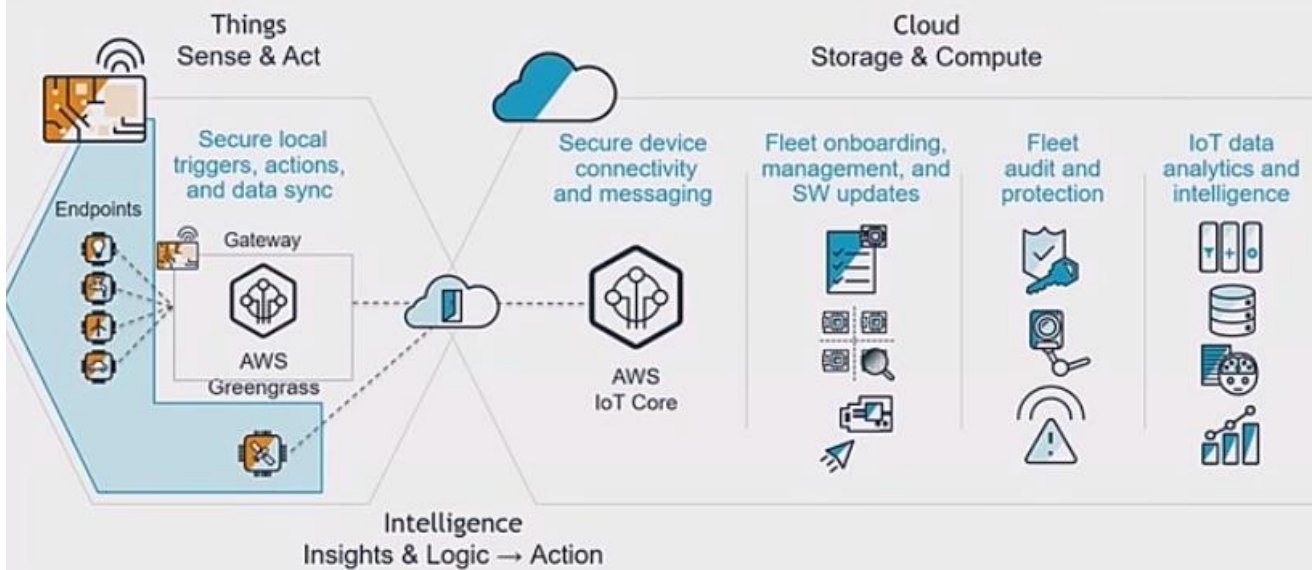 Things
Sense & Act
Cloud
Storage & Compute
Secure local
triggers, actions,
and data sync
Endpoints
Gateway
AWS
Greengrass
Secure device
connectivity
and messaging
AWS
IoT Core
Fleet onboarding,
management, and
SW updates
Fleet
audit and
protection
IoT data
analytics and
intelligence
Intelligence
Insights & Logic → Action